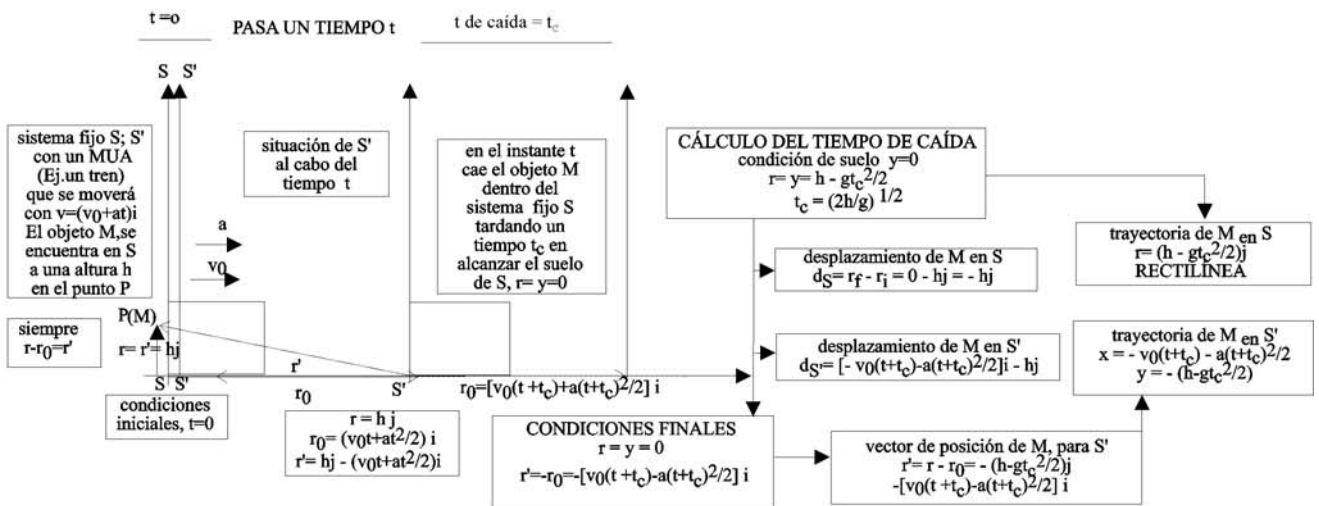 t =o
PASA UN TIEMPO t
t de caída = t_c
S S'
sistema fijo S; S'
con un MUA
(Ej.un tren)
que se moverá
con v=(v0+at)i
El objeto M,se
encuentra en S
a una altura h
en el punto P
siempre
r-r0=r'
situación de S'
al cabo del
tiempo t
a
v0
en el instante t
cae el objeto M
dentro del
sistema fijo S
tardando un
tiempo tc en
alcanzar el suelo
de S, r= y=0
P(M)
r= r'= hj
r'
S S'
r0
S'
r0=[v0(t +tc)+a(t+tc)²/2] i
condiciones
iniciales, t=0
r = h j
r0= (v0t+at²/2) i
r'= hj - (v0t+at²/2)i
CÁLCULO DEL TIEMPO DE CAÍDA
condición de suelo y=0
r= y= h - gtc²/2
tc = (2h/g) 1/2
desplazamiento de M en S
dS= rf - ri = 0 - hj = - hj
desplazamiento de M en S'
dS'= [- v0(t+tc)-a(t+tc)²/2]i - hj
CONDICIONES FINALES
r = y = 0
r'=-r0=-[v0(t +tc)-a(t+tc)²/2] i
trayectoria de M en S
r= (h - gtc²/2)j
RECTILÍNEA
trayectoria de M en S'
x = - v0(t+tc) - a(t+tc)²/2
y = - (h-gtc²/2)
vector de posición de M, para S'
r'= r - r0= - (h-gtc²/2)j
-[v0(t +tc)-a(t+tc)²/2] i